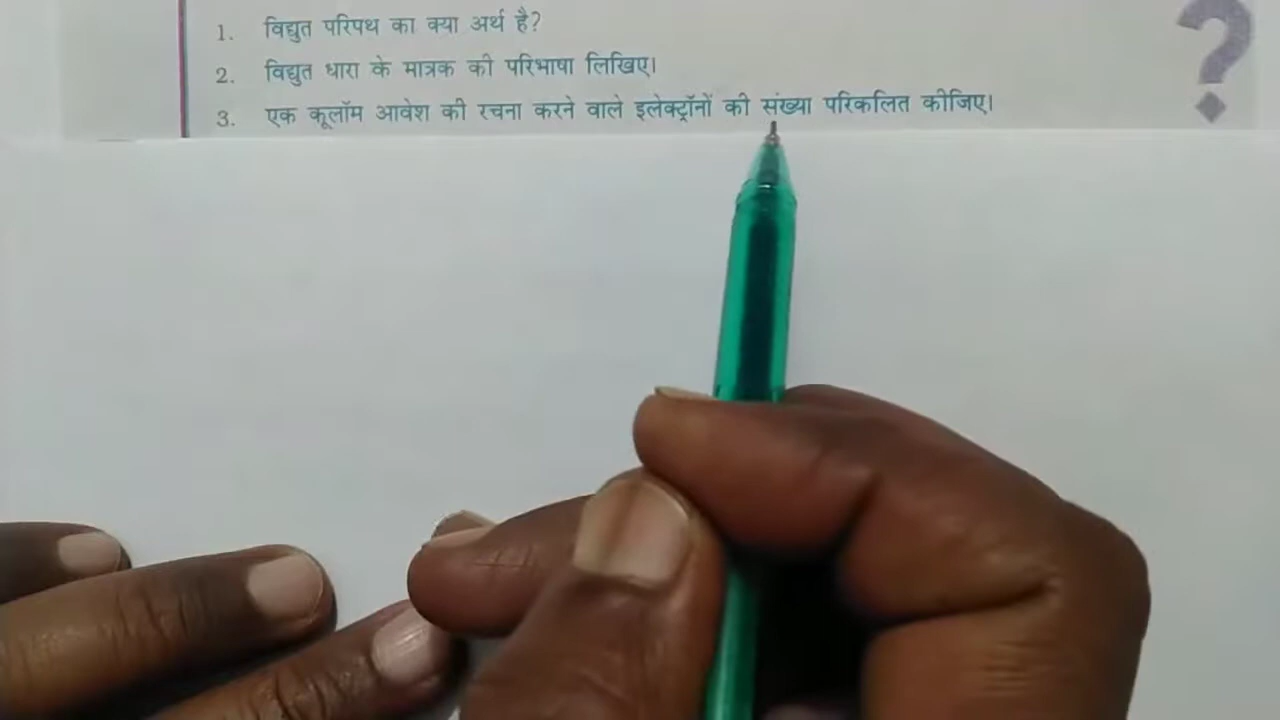 1. विद्युत परिपथ का क्या अर्थ है?
2. विद्युत धारा के मात्रक की परिभाषा लिखिए।
3. एक कूलॉम आवेश की रचना करने वाले इलेक्ट्रॉनों की संख्या परिकलित कीजिए।
?